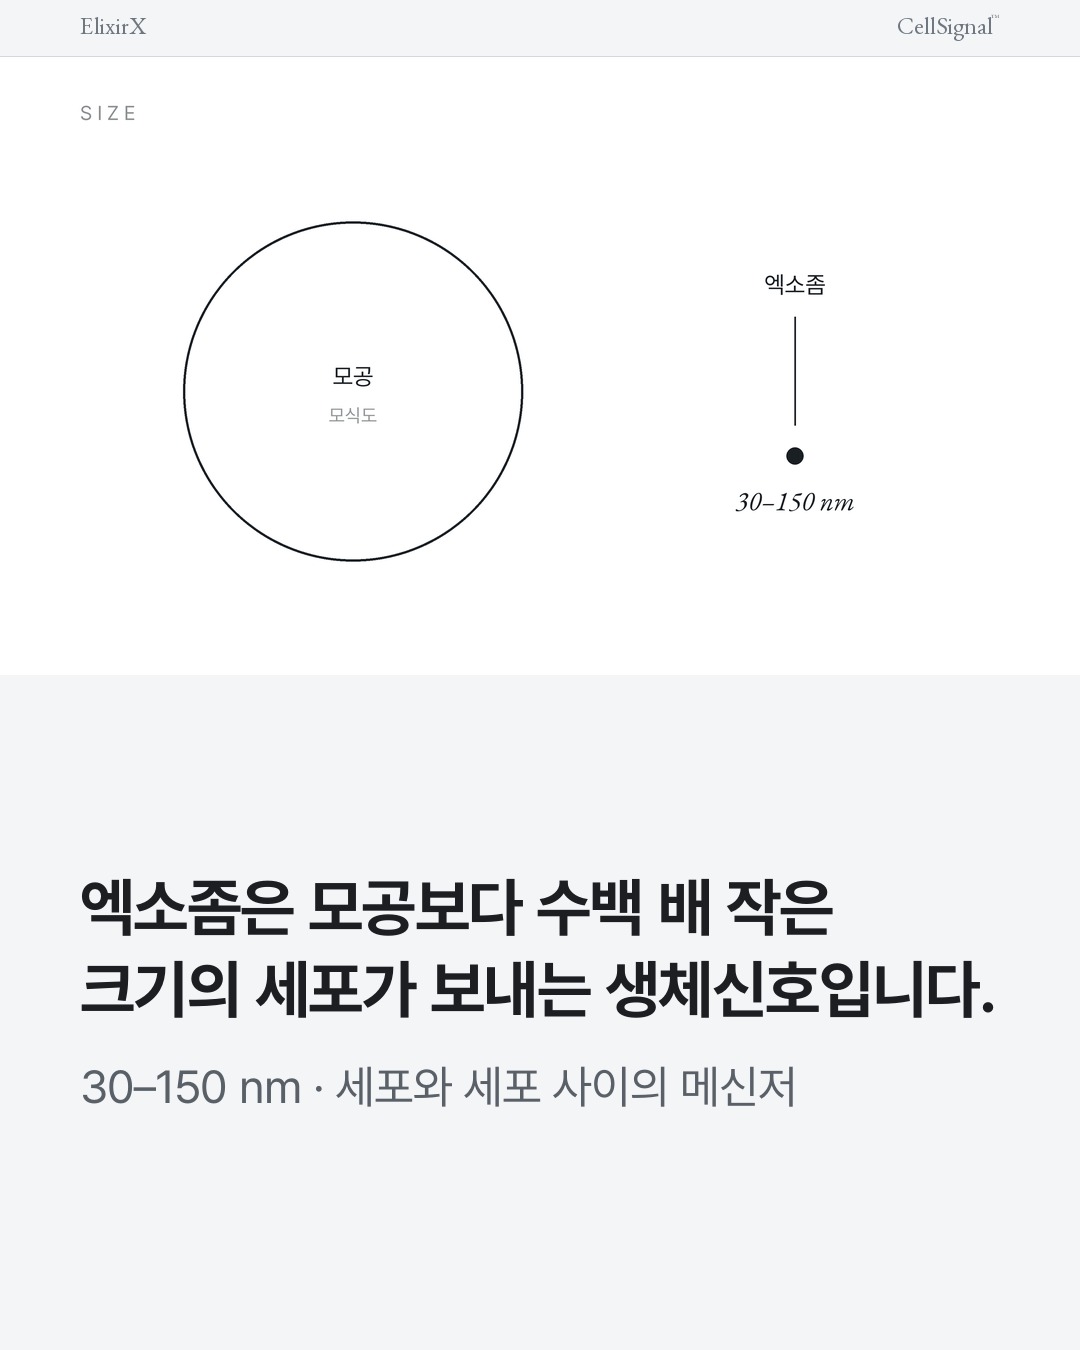 ElixirX
CellSignal™
SIZE
모공
모식도
엑소좀
30–150 nm
엑소좀은 모공보다 수백 배 작은
크기의 세포가 보내는 생체신호입니다.
30–150 nm · 세포와 세포 사이의 메신저